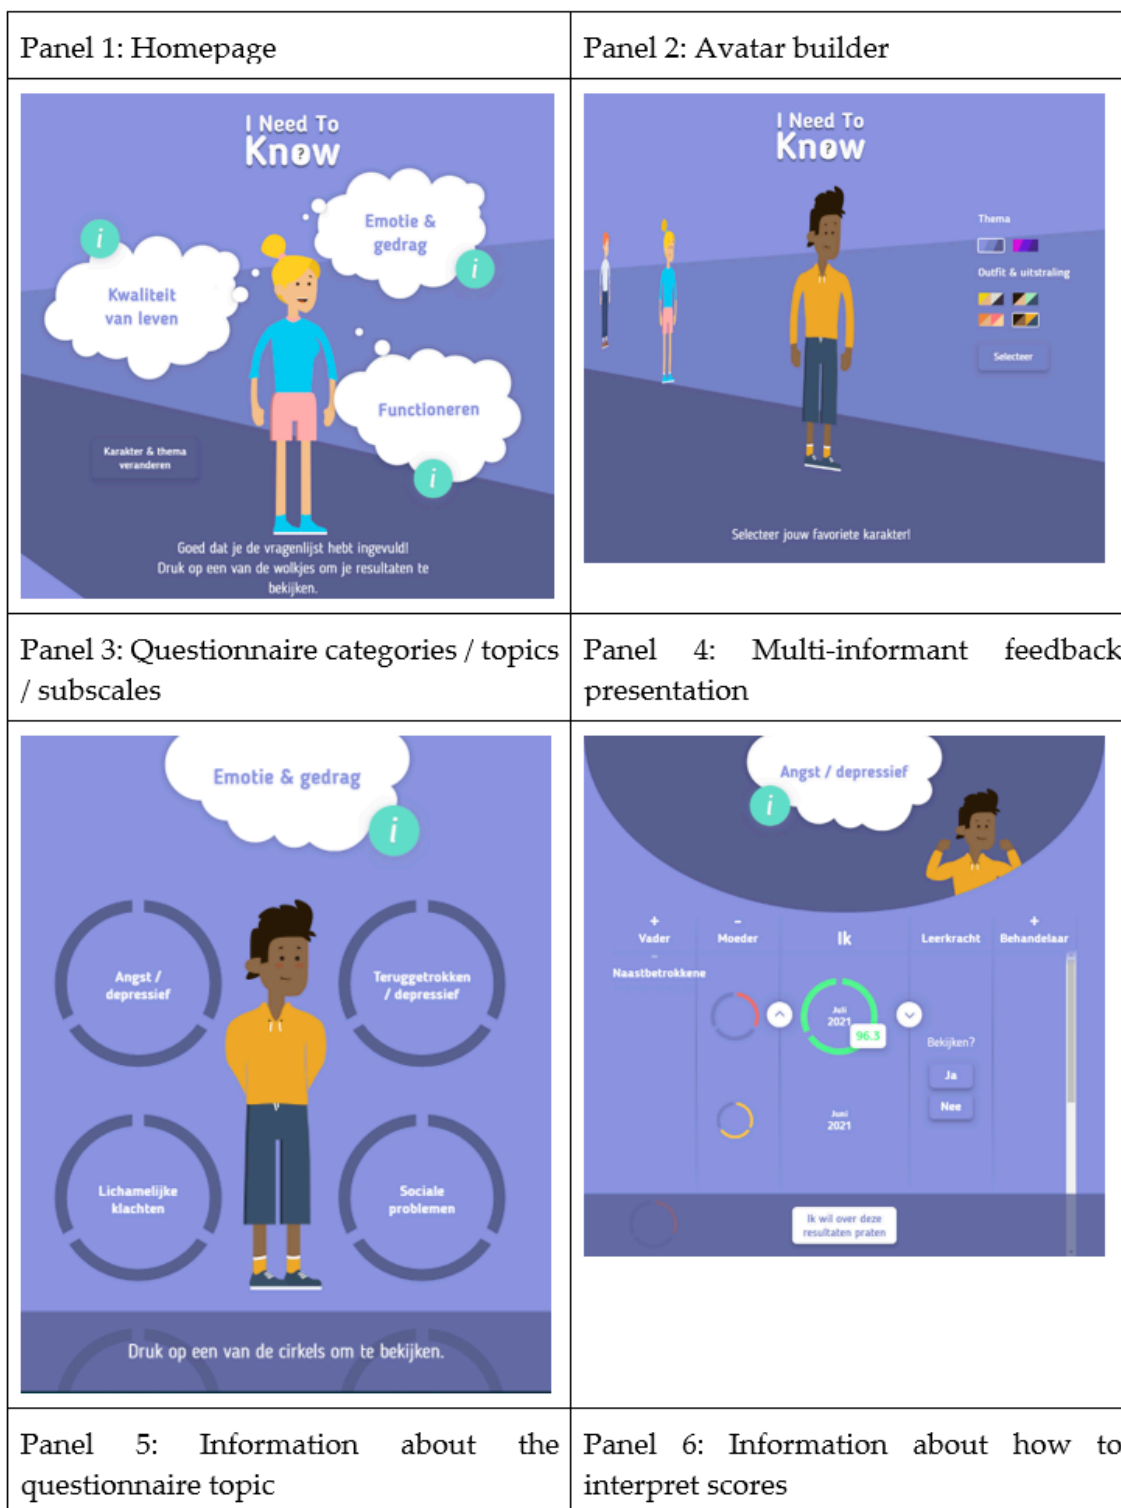 Panel 1: Homepage
Panel 2: Avatar builder
I Need To
Know
?
Emotie &
gedrag
i
i
Kwaliteit
van leven
Functioneren
i
Karakter & thema
veranderen
Goed dat je de vragenlijst hebt ingevuld!
Druk op een van de wolkjes om je resultaten te
bekijken.
I Need To
Know
?
Thema
Outfit & uitstraling
Selecteer
Selecteer jouw favoriete karakter!
Panel 3: Questionnaire categories / topics
/ subscales
Panel 4: Multi-informant feedback
presentation
Emotie & gedrag
i
Angst /
depressief
Teruggetrokken
/ depressief
Lichamelijke
klachten
Sociale
problemen
Druk op een van de cirkels om te bekijken.
Angst / depressief
i
+ - +
Vader Moeder Ik Leerkracht Behandelaar
-
Naastbetrokkene
Juli
2021
96.3
Bekijken?
Ja
Nee
Juni
2021
Ik wil over deze
resultaten praten
Panel 5: Information about the
questionnaire topic
Panel 6: Information about how to
interpret scores